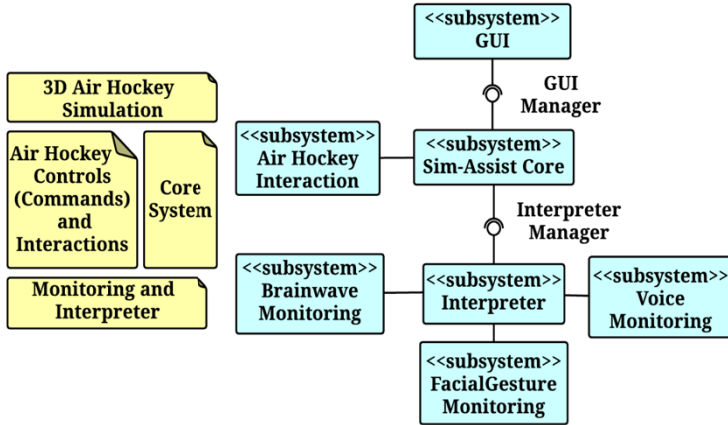 3D Air Hockey
Simulation
Air Hockey
Controls
(Commands)
and
Interactions
Core
System
Monitoring and
Interpreter
<<subsystem>>
GUI
GUI
Manager
<<subsystem>>
Air Hockey
Interaction
<<subsystem>>
Sim-Assist Core
Interpreter
Manager
<<subsystem>>
Brainwave
Monitoring
<<subsystem>>
Interpreter
<<subsystem>>
Voice
Monitoring
<<subsystem>>
FacialGesture
Monitoring